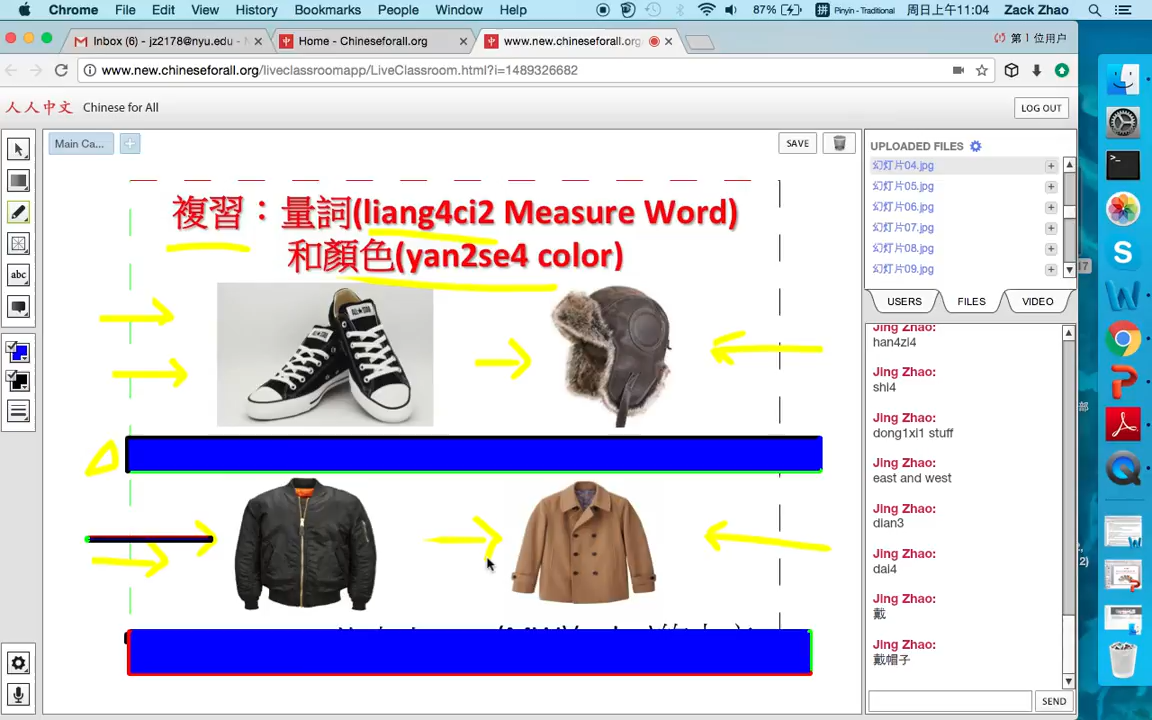 Chrome File Edit View History Bookmarks People Window Help 87% Pinyin - Traditional 周日上午11:04 Zack Zhao
Inbox (6) - jz2178@nyu.edu - Home - Chineseforall.org www.new.chineseforall.org 第 1 位用户
www.new.chineseforall.org/liveclassroomapp/LiveClassroom.html?i=1489326682
人人中文 Chinese for All LOG OUT
Main Ca... SAVE
複習：量詞(liang4ci2 Measure Word)
和顏色(yan2se4 color)
ALL STAR
abc
UPLOADED FILES
幻灯片04.jpg
幻灯片05.jpg
幻灯片06.jpg
幻灯片07.jpg
幻灯片08.jpg
幻灯片09.jpg
USERS FILES VIDEO
Jing Zhao:
han4zi4
Jing Zhao:
shi4
Jing Zhao:
dong1xi1 stuff
Jing Zhao:
east and west
Jing Zhao:
dian3
Jing Zhao:
dai4
Jing Zhao:
戴
Jing Zhao:
戴帽子
SEND
17
部
2)